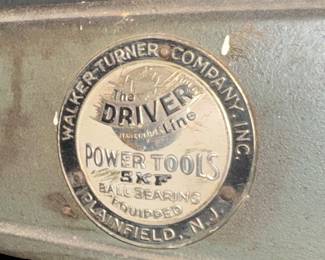 WALKER-TURNER COMPANY, INC.
The
DRIVER
Line
POWER TOOLS
SKF
BALL BEARING
EQUIPPED
PLAINFIELD, N.J.